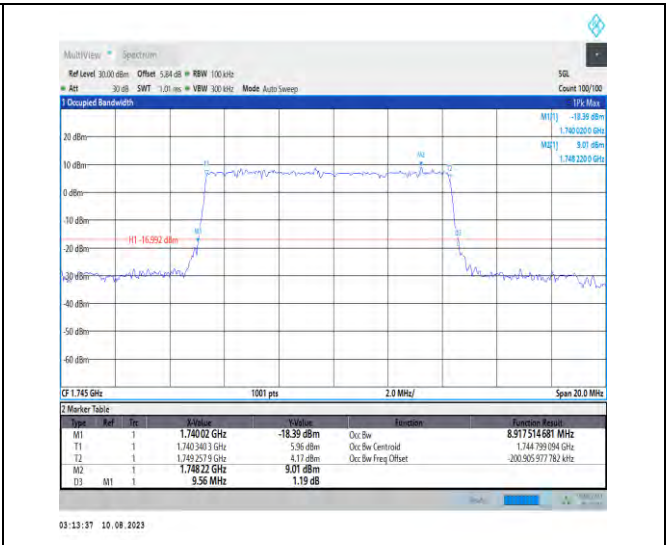 MultiView Spectrum
Ref Level 30.00 dBm Offset 5.84 dB RBW 100 kHz SGL
Att 30 dB SWT 1.01 ms VBW 300 kHz Mode Auto Sweep Count 100/100
1 Occupied Bandwidth 1Pk Max
M1[1] -18.39 dBm
1.740 020 0 GHz
M2[1] 9.01 dBm
1.748 220 0 GHz
20 dBm
10 dBm
0 dBm
-10 dBm
H1 -16.992 dBm
-20 dBm
-30 dBm
-40 dBm
-50 dBm
-60 dBm
M1
T1
M2
T2
D3
CF 1.745 GHz 1001 pts 2.0 MHz/ Span 20.0 MHz
2 Marker Table
Type Ref Trc X-Value Y-Value Function Function Result
M1 1 1.74002 GHz -18.39 dBm Occ Bw 8.917 514 681 MHz
T1 1 1.740 340 3 GHz 5.96 dBm Occ Bw Centroid 1.744 799 094 GHz
T2 1 1.749 257 9 GHz 4.17 dBm Occ Bw Freq Offset -200.905 977 782 kHz
M2 1 1.748 22 GHz 9.01 dBm
D3 M1 1 9.56 MHz 1.19 dB
03:13:37 10.08.2023